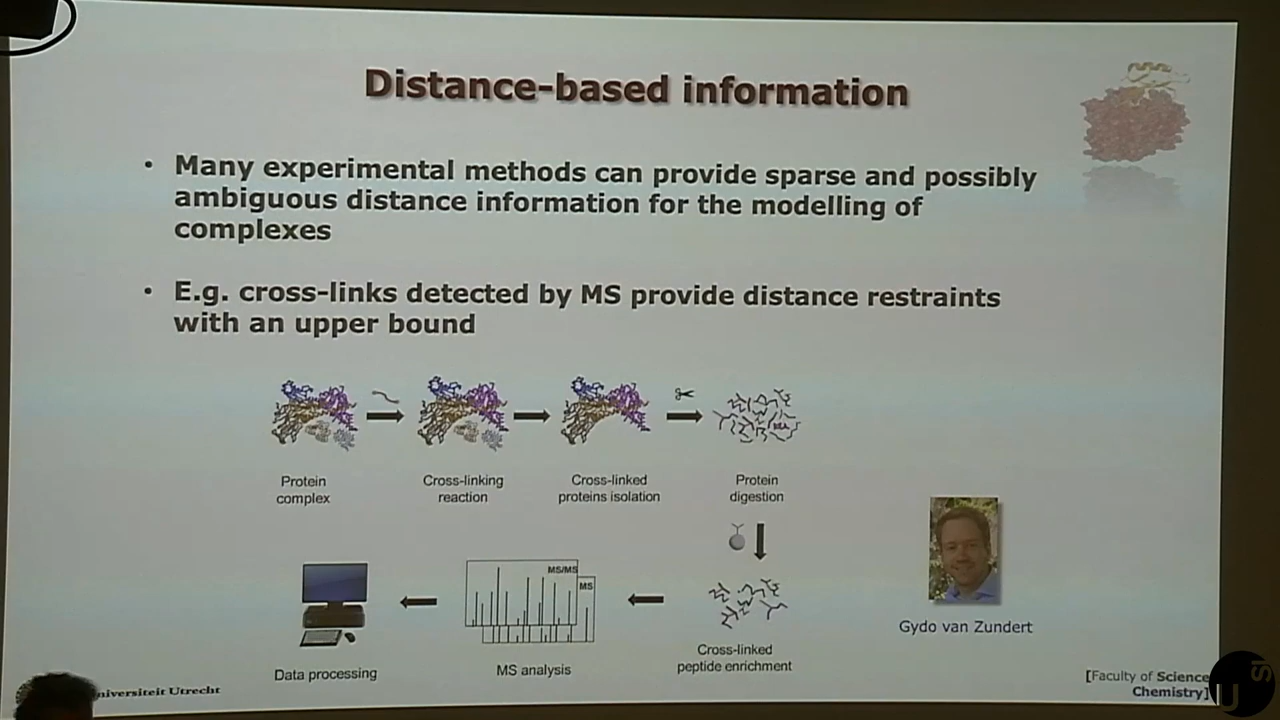 Distance-based information
• Many experimental methods can provide sparse and possibly
ambiguous distance information for the modelling of
complexes
• E.g. cross-links detected by MS provide distance restraints
with an upper bound
Protein
complex
Cross-linking
reaction
Cross-linked
proteins isolation
Protein
digestion
MS/MS
MS
Data processing
MS analysis
Cross-linked
peptide enrichment
Gydo van Zundert
Universiteit Utrecht
[Faculty of Science
Chemistry]